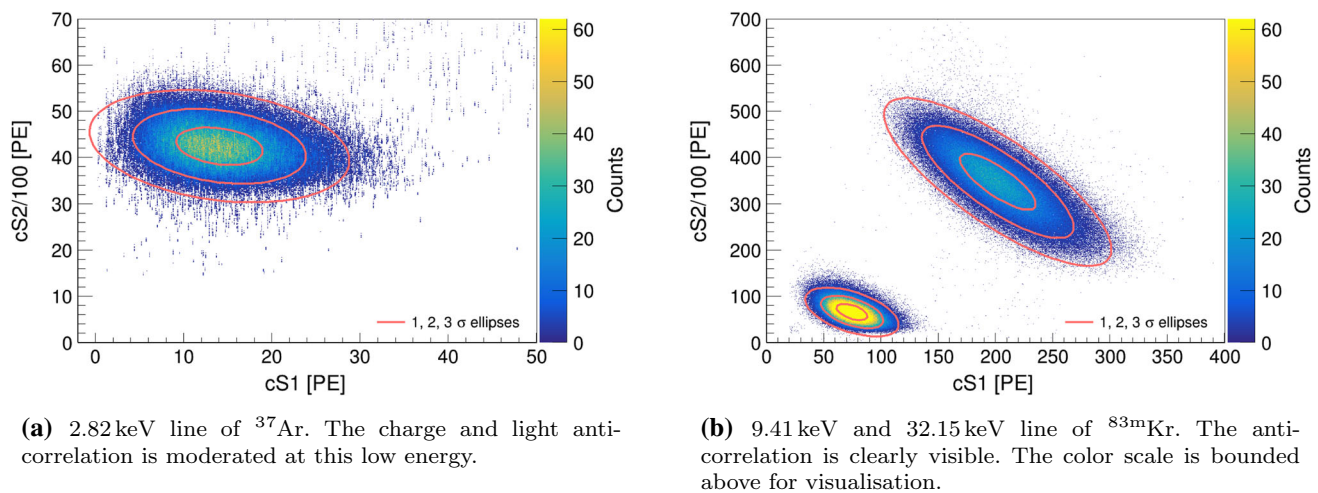 70
60
50
40
30
20
10
0
cS2/100 [PE]
0 10 20 30 40 50
cS1 [PE]
1, 2, 3 σ ellipses
60
50
40
30
20
10
0
Counts
700
600
500
400
300
200
100
0
cS2/100 [PE]
0 50 100 150 200 250 300 350 400
cS1 [PE]
1, 2, 3 σ ellipses
60
50
40
30
20
10
0
Counts
(a) 2.82 keV line of ³⁷Ar. The charge and light anti-
correlation is moderated at this low energy.
(b) 9.41 keV and 32.15 keV line of ⁸³ᵐKr. The anti-
correlation is clearly visible. The color scale is bounded
above for visualisation.